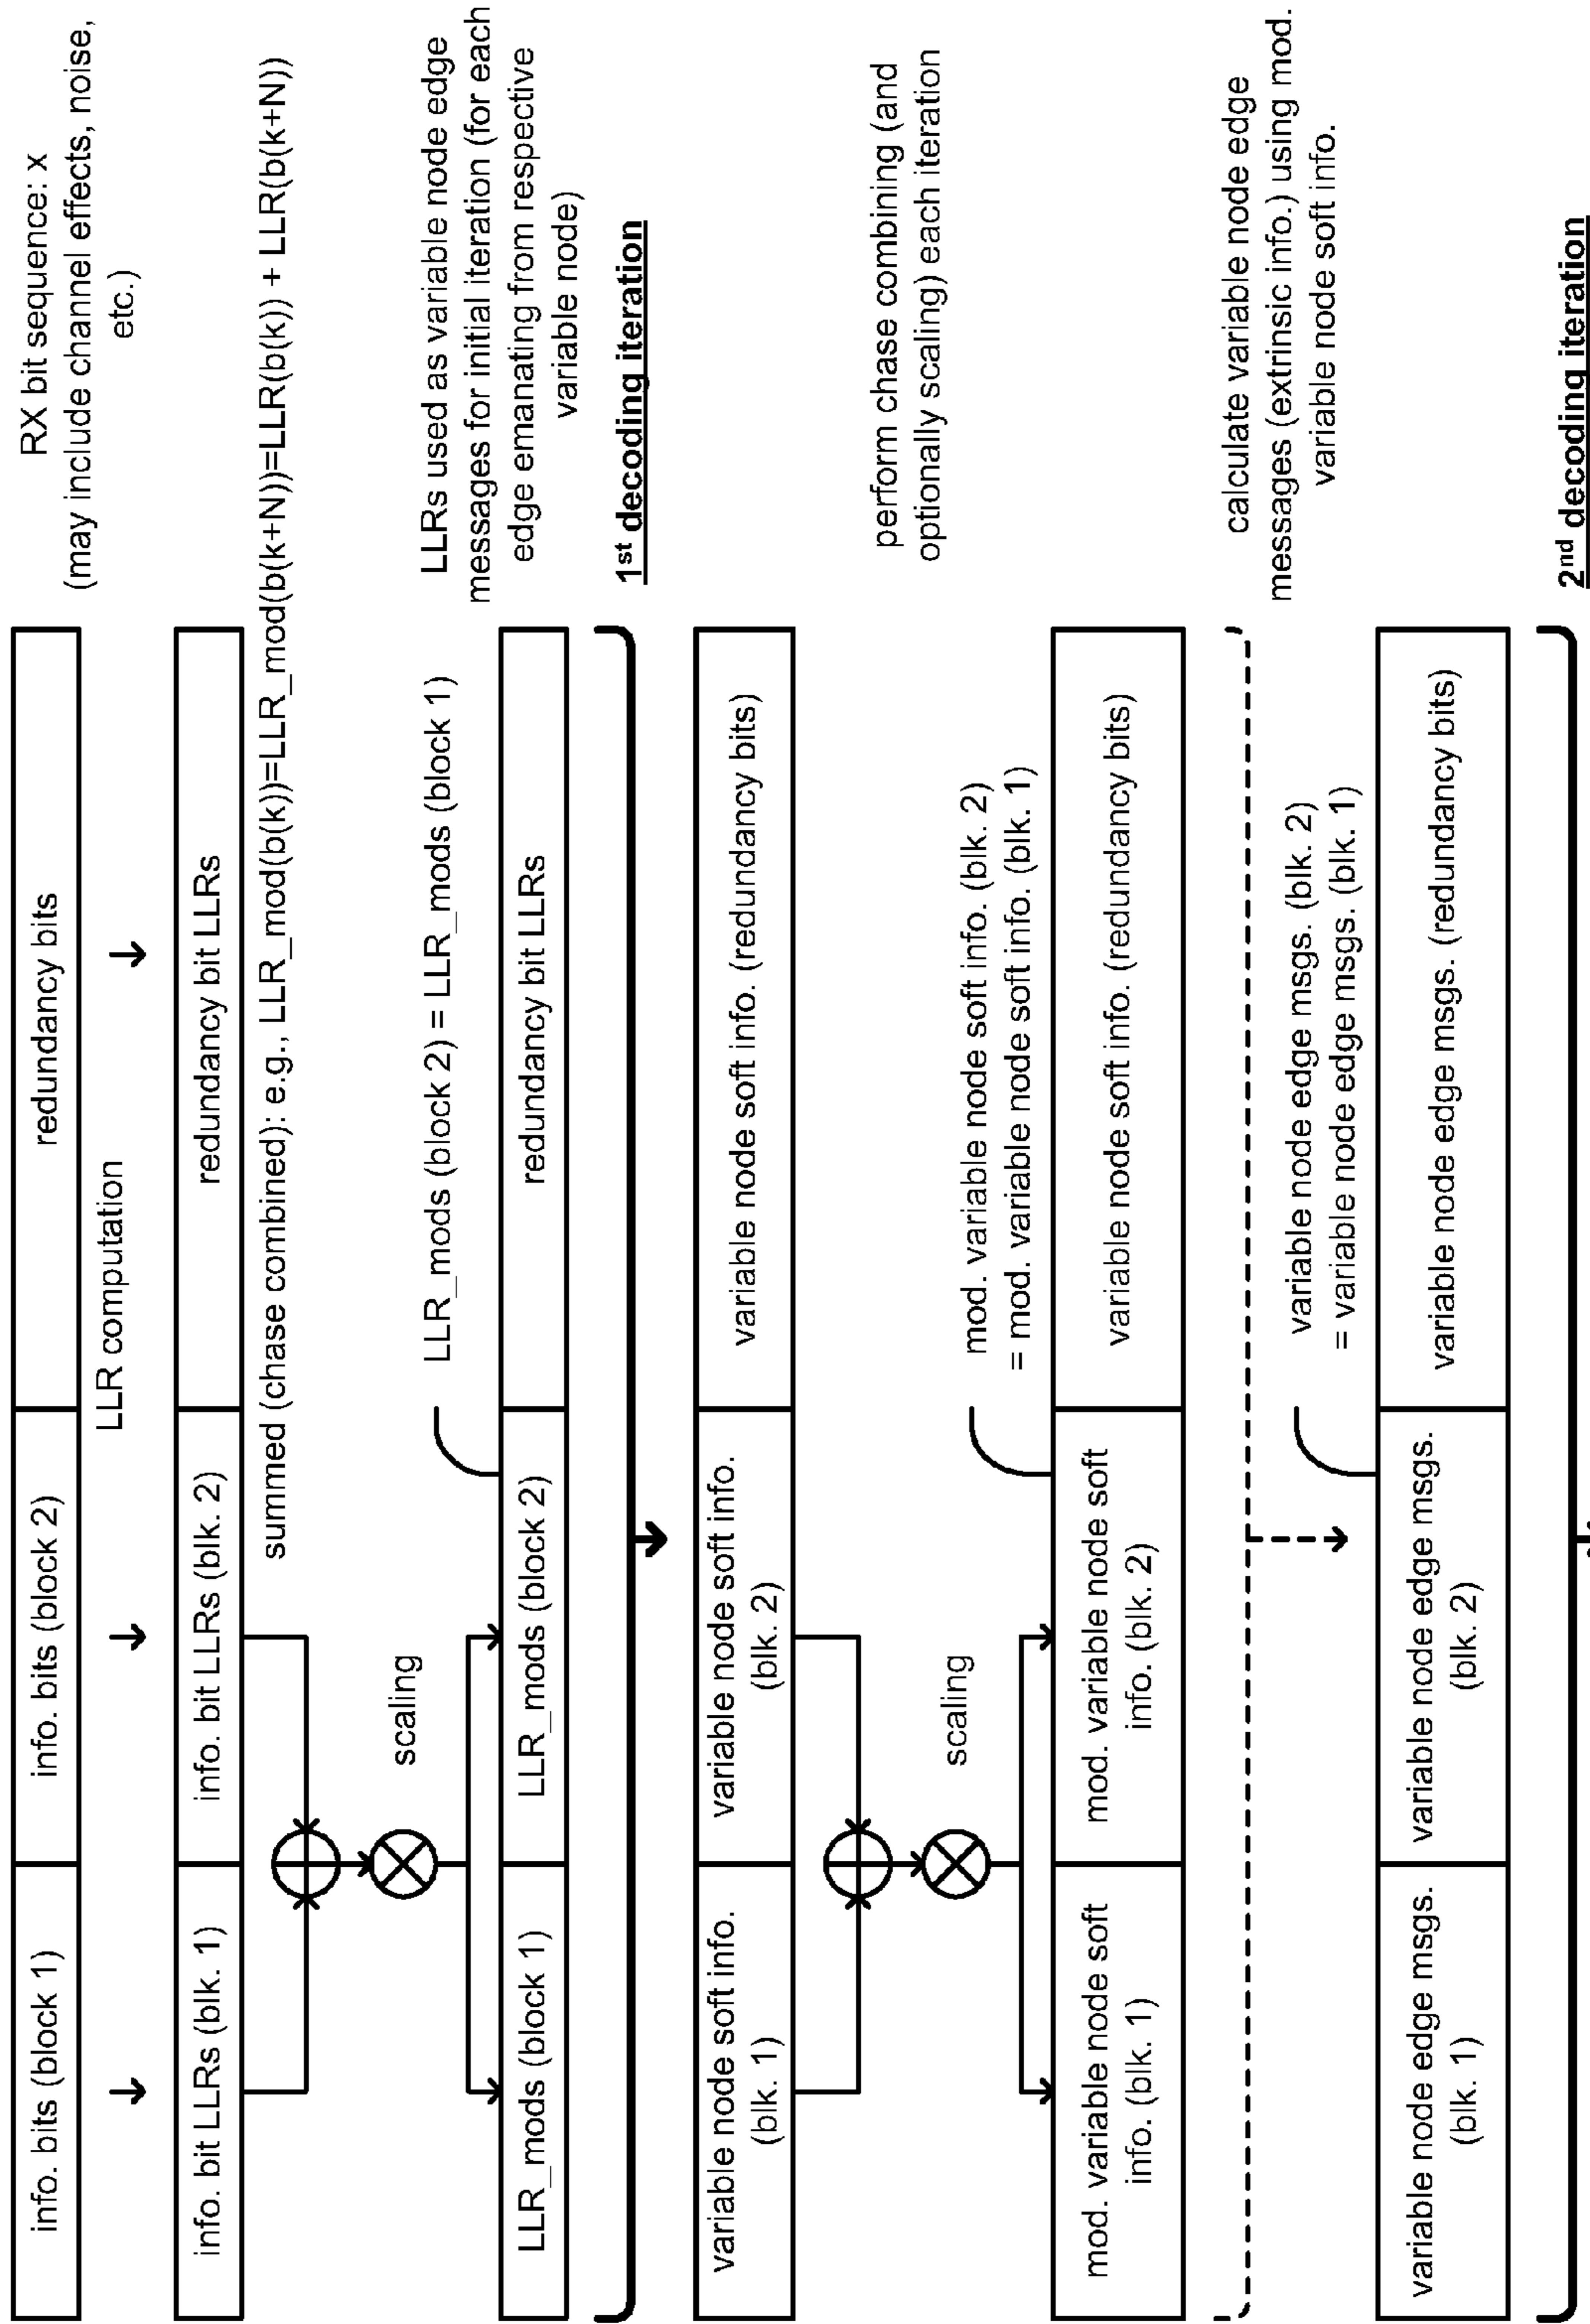 info. bits (block 1)
info. bits (block 2)
redundancy bits
RX bit sequence: x
(may include channel effects, noise,
etc.)
LLR computation
info. bit LLRs (blk. 1)
info. bit LLRs (blk. 2)
redundancy bit LLRs
summed (chase combined): e.g., LLR_mod(b(k))=LLR_mod(b(k+N))=LLR(b(k)) + LLR(b(k+N))
scaling
LLR_mods (block 2) = LLR_mods (block 1)
LLRs used as variable node edge
messages for initial iteration (for each
edge emanating from respective
variable node)
LLR_mods (block 1)
LLR_mods (block 2)
redundancy bit LLRs
1st decoding iteration
variable node soft info.
(blk. 1)
variable node soft info.
(blk. 2)
variable node soft info. (redundancy bits)
perform chase combining (and
optionally scaling) each iteration
scaling
mod. variable node soft info. (blk. 2)
= mod. variable node soft info. (blk. 1)
mod. variable node soft
info. (blk. 1)
mod. variable node soft
info. (blk. 2)
variable node soft info. (redundancy bits)
calculate variable node edge
messages (extrinsic info.) using mod.
variable node soft info.
variable node edge msgs. (blk. 2)
= variable node edge msgs. (blk. 1)
variable node edge msgs.
(blk. 1)
variable node edge msgs.
(blk. 2)
variable node edge msgs. (redundancy bits)
2nd decoding iteration